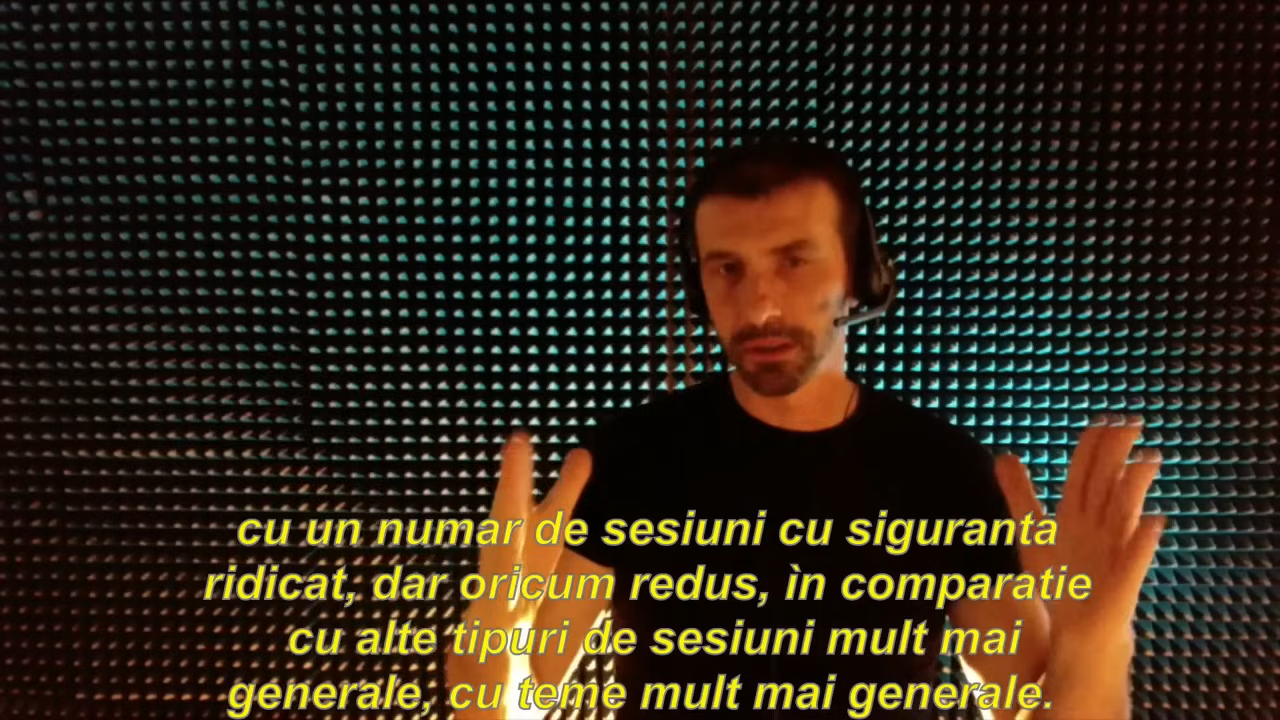 cu un numar de sesiuni cu siguranta
ridicat, dar oricum redus, ìn comparatie
cu alte tipuri de sesiuni mult mai
generale, cu teme mult mai generale.